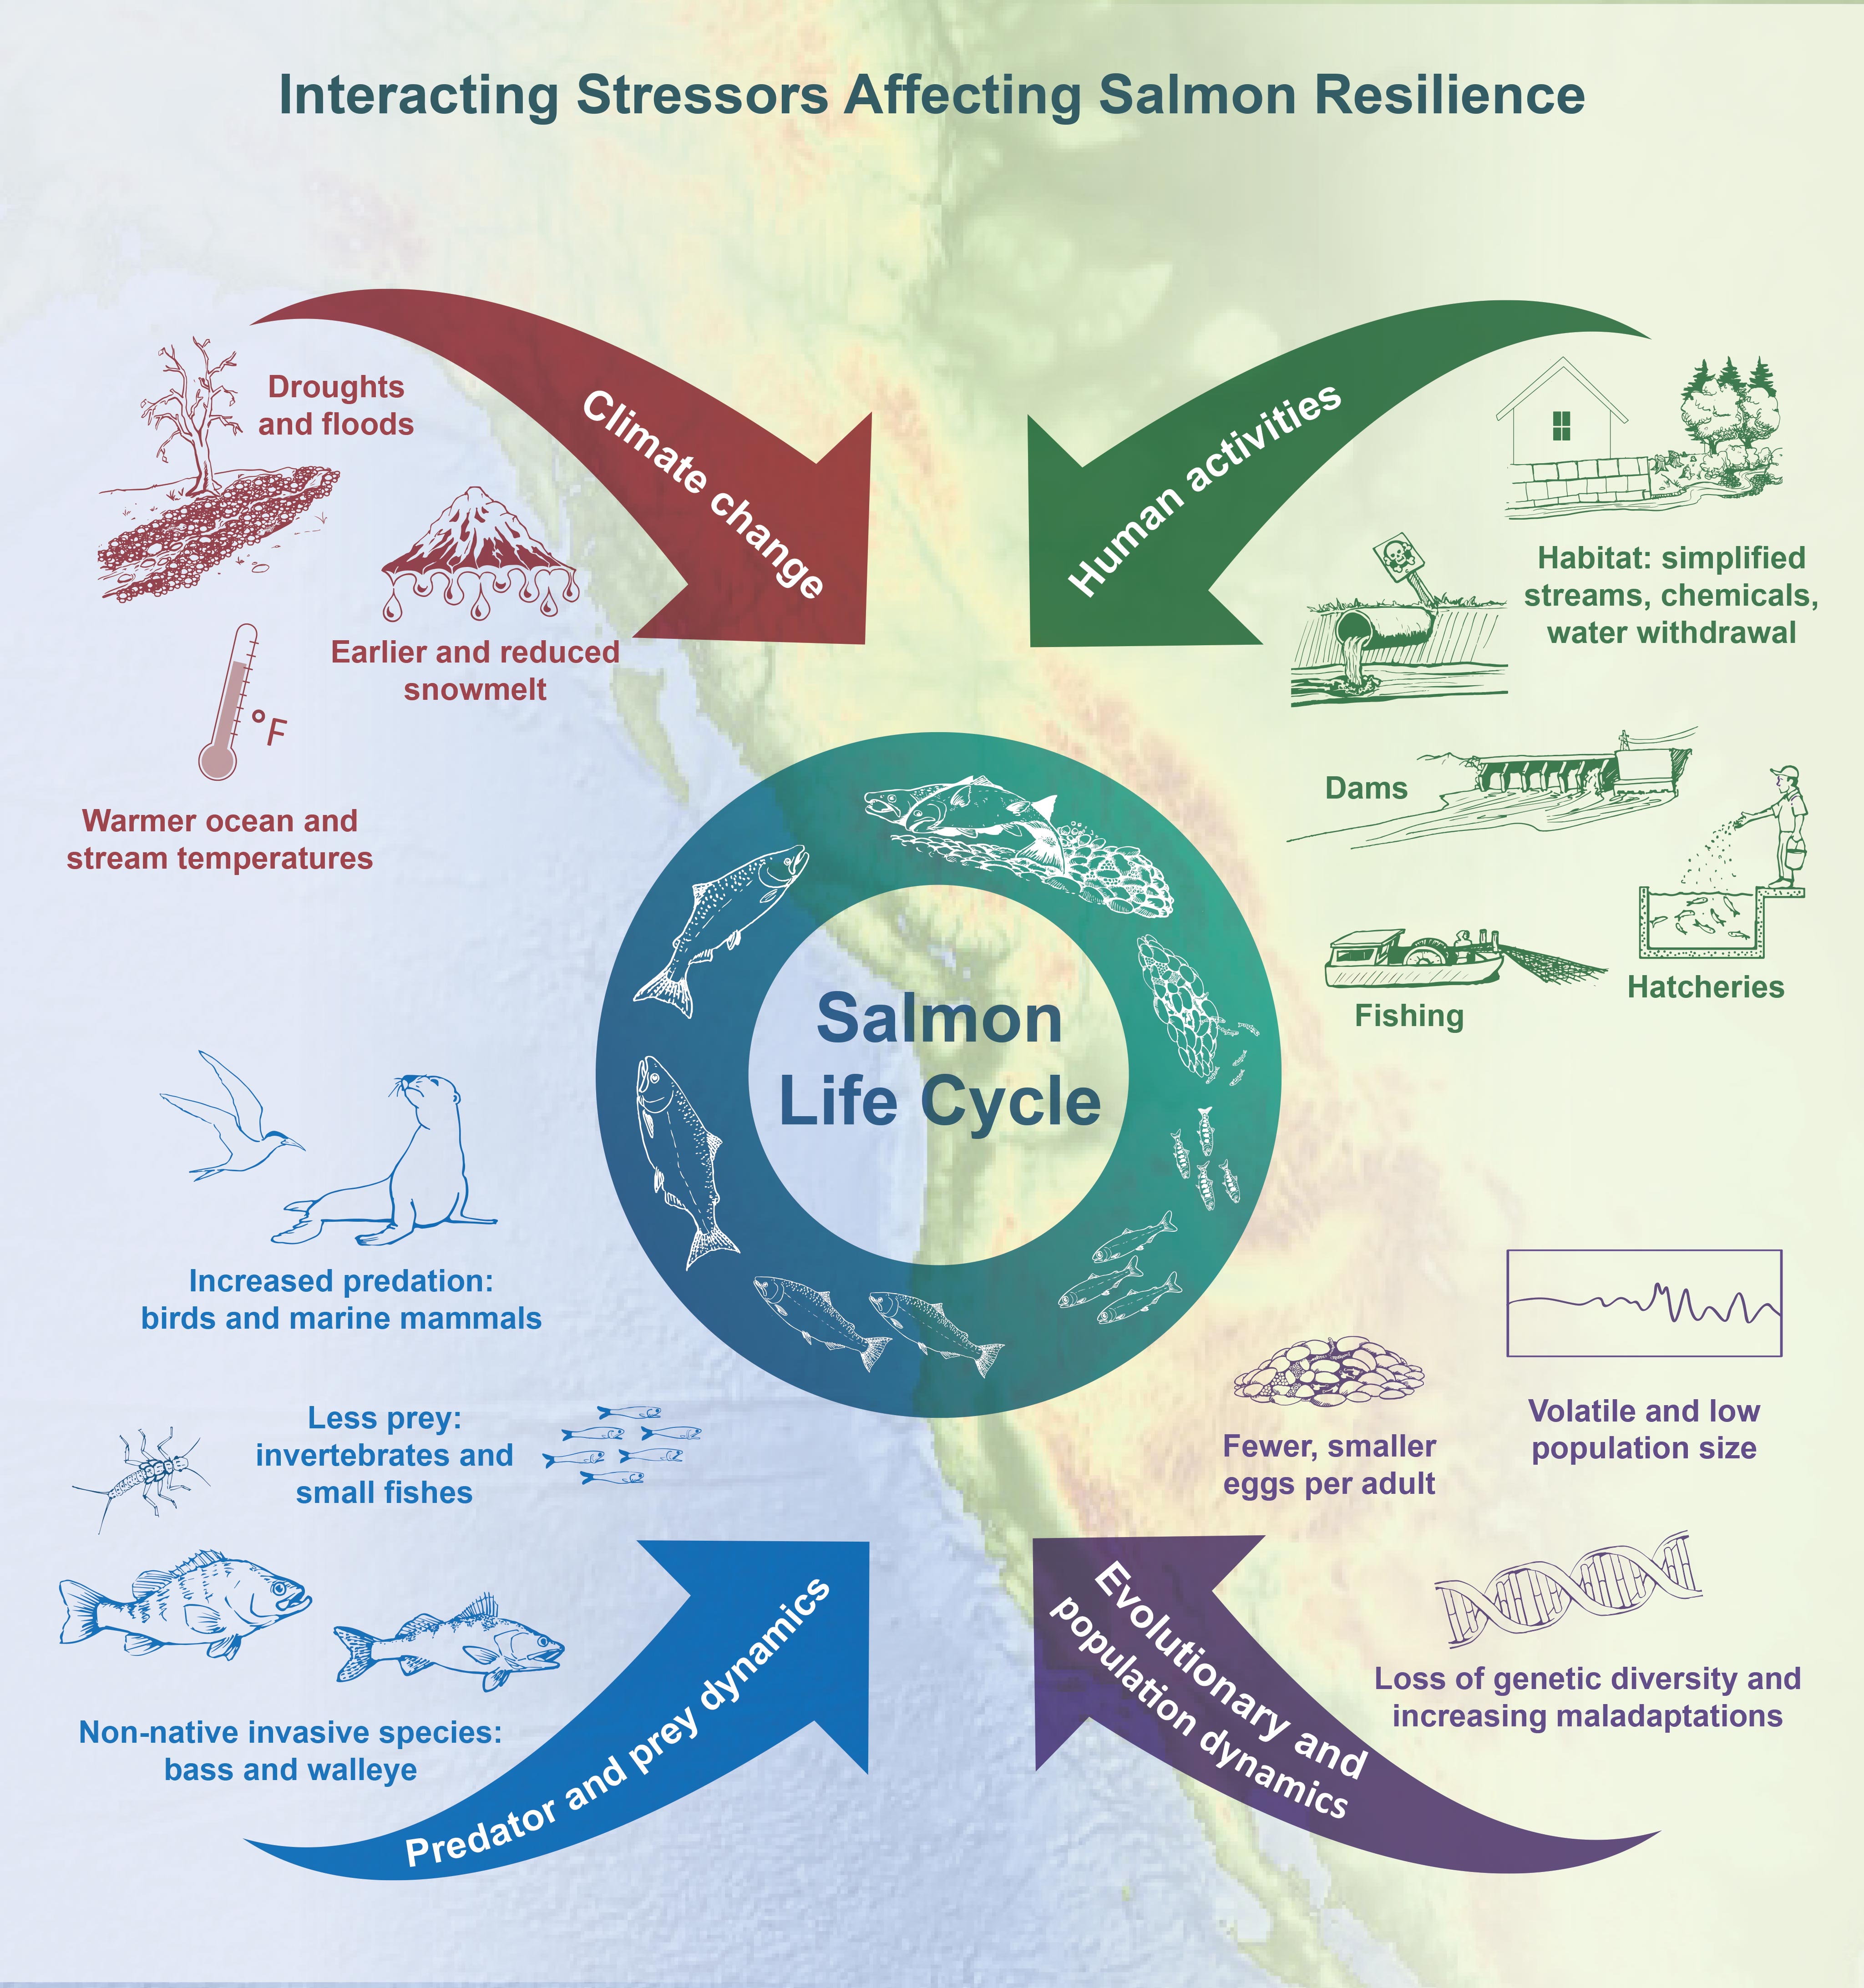 Interacting Stressors Affecting Salmon Resilience
Climate change
Droughts
and floods
Earlier and reduced
snowmelt
°F
Warmer ocean and
stream temperatures
Human activities
Habitat: simplified
streams, chemicals,
water withdrawal
Dams
Hatcheries
Fishing
Salmon
Life Cycle
Increased predation:
birds and marine mammals
Less prey:
invertebrates and
small fishes
Non-native invasive species:
bass and walleye
Predator and prey dynamics
Volatile and low
population size
Fewer, smaller
eggs per adult
Loss of genetic diversity and
increasing maladaptations
Evolutionary and
population dynamics